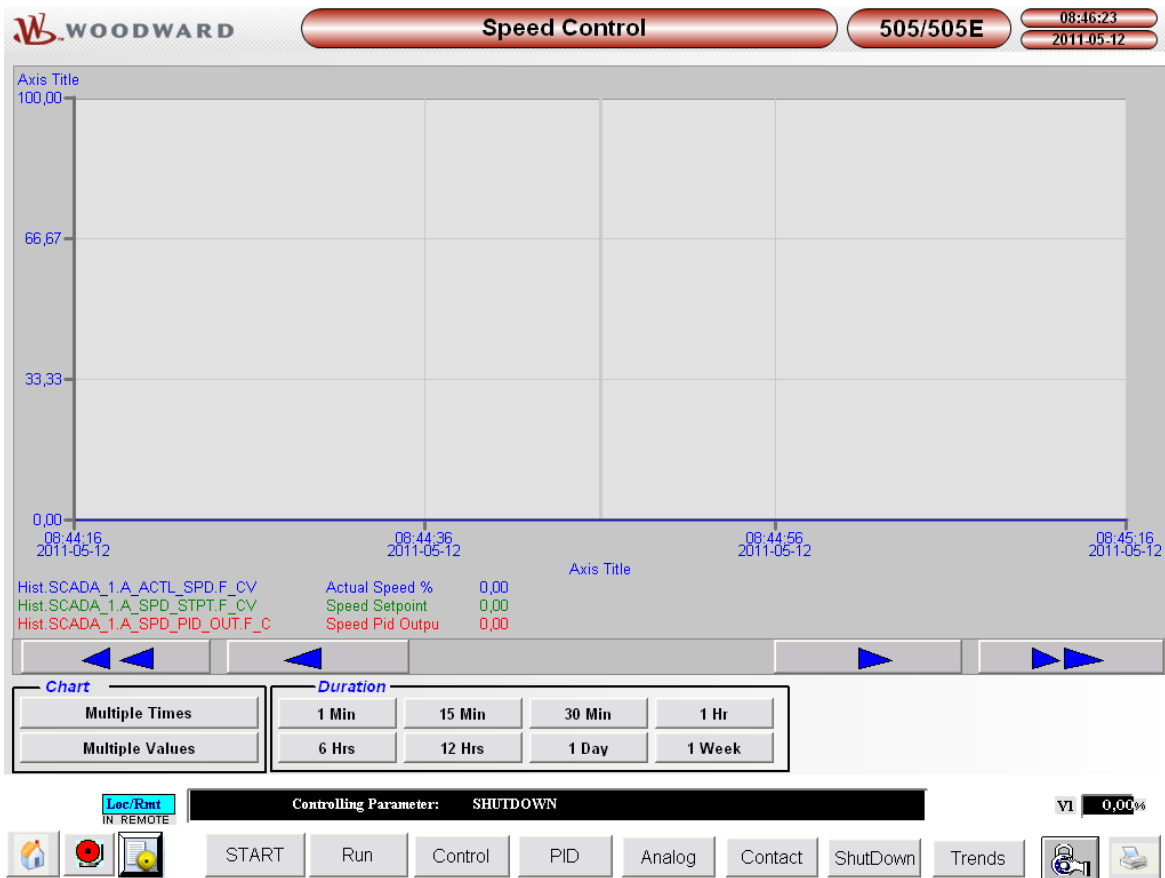 WOODWARD
Speed Control
505/505E
08:46:23
2011-05-12
Axis Title
100,00
66,67
33,33
0,00
08:44:16 08:44:36 08:44:56 08:45:16
2011-05-12 2011-05-12 2011-05-12 2011-05-12
Axis Title
Hist.SCADA_1.A_ACTL_SPD.F_CV Actual Speed % 0,00
Hist.SCADA_1.A_SPD_STPT.F_CV Speed Setpoint 0,00
Hist.SCADA_1.A_SPD_PID_OUT.F_C Speed Pid Outpu 0,00
Chart
Duration
Multiple Times 1 Min 15 Min 30 Min 1 Hr
Multiple Values 6 Hrs 12 Hrs 1 Day 1 Week
Loc/Rmt Controlling Parameter: SHUTDOWN V1 0,00%
IN REMOTE
START Run Control PID Analog Contact ShutDown Trends